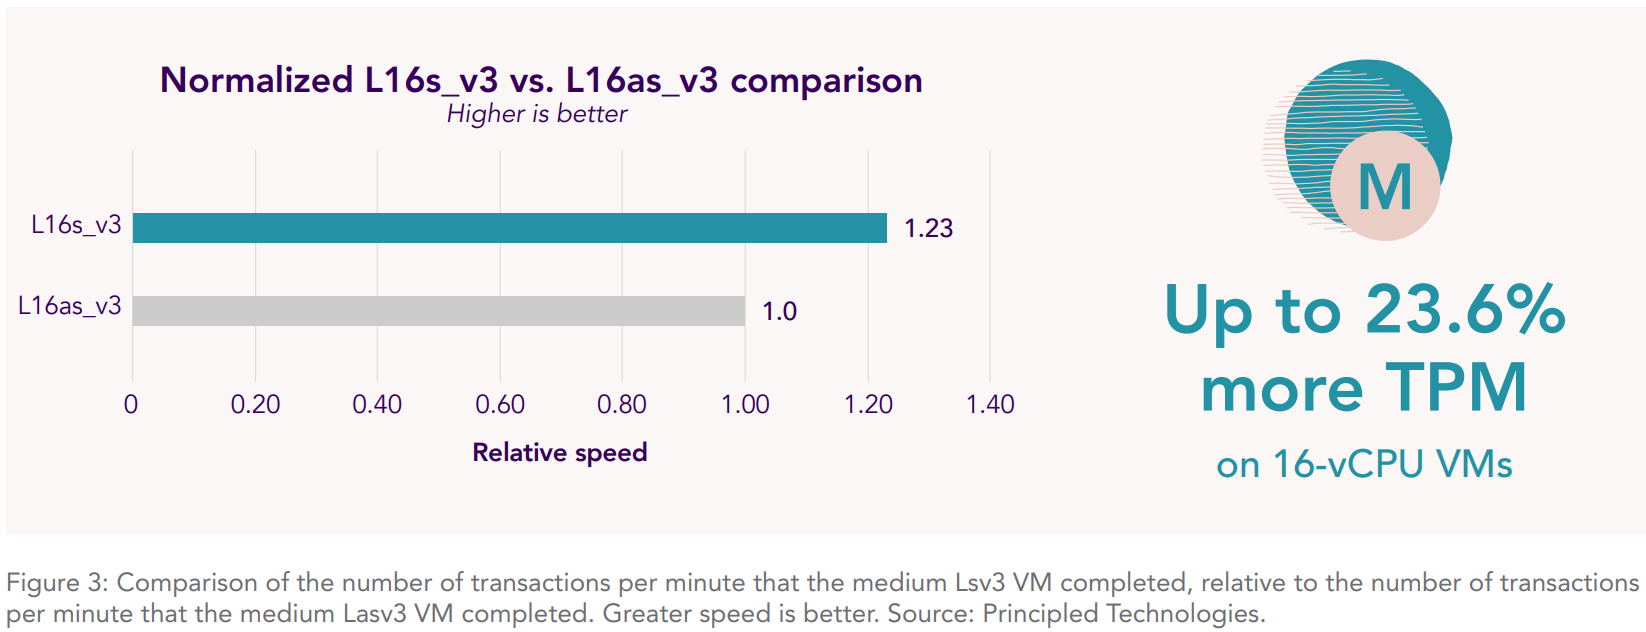 Normalized L16s_v3 vs. L16as_v3 comparison
Higher is better
L16s_v3
1.23
L16as_v3
1.0
0 0.20 0.40 0.60 0.80 1.00 1.20 1.40
Relative speed
M
Up to 23.6%
more TPM
on 16-vCPU VMs
Figure 3: Comparison of the number of transactions per minute that the medium Lsv3 VM completed, relative to the number of transactions
per minute that the medium Lasv3 VM completed. Greater speed is better. Source: Principled Technologies.